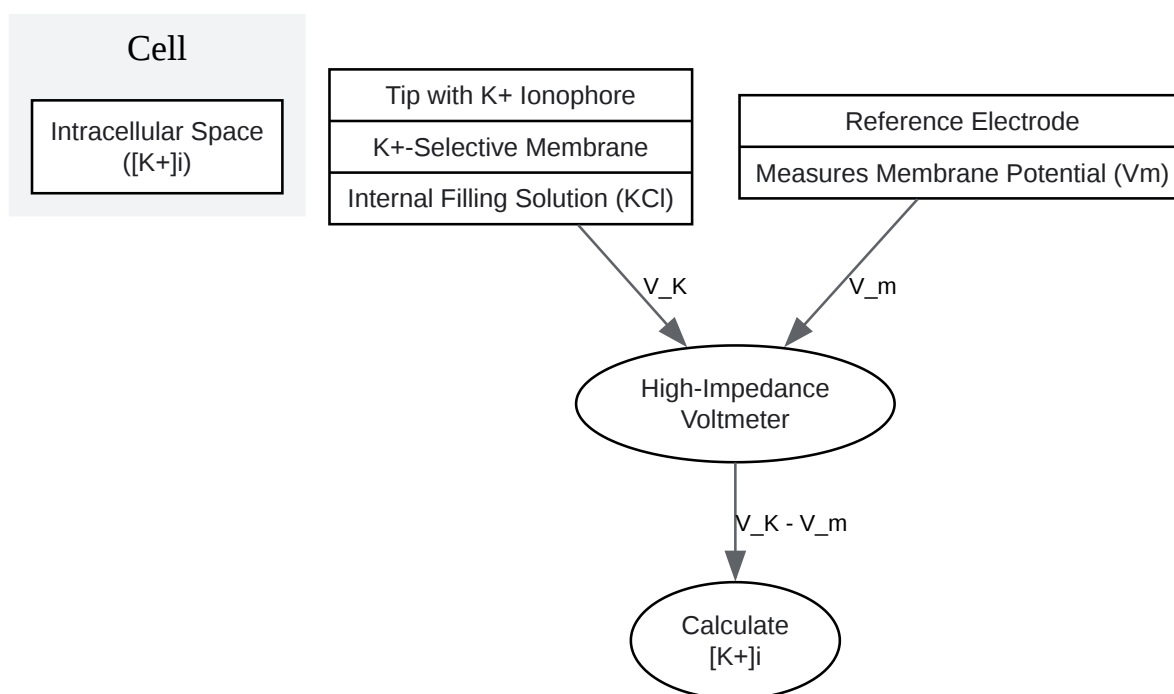 Cell
Intracellular Space
([K+]i)
Tip with K+ Ionophore
K+-Selective Membrane
Internal Filling Solution (KCl)
Reference Electrode
Measures Membrane Potential (Vm)
V_K
V_m
High-Impedance
Voltmeter
V_K - V_m
Calculate
[K+]i